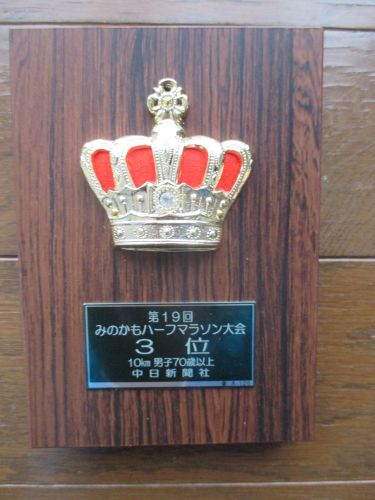 第19回
みのかもハーフマラソン大会
3 位
10km 男子70歳以上
中日新聞社